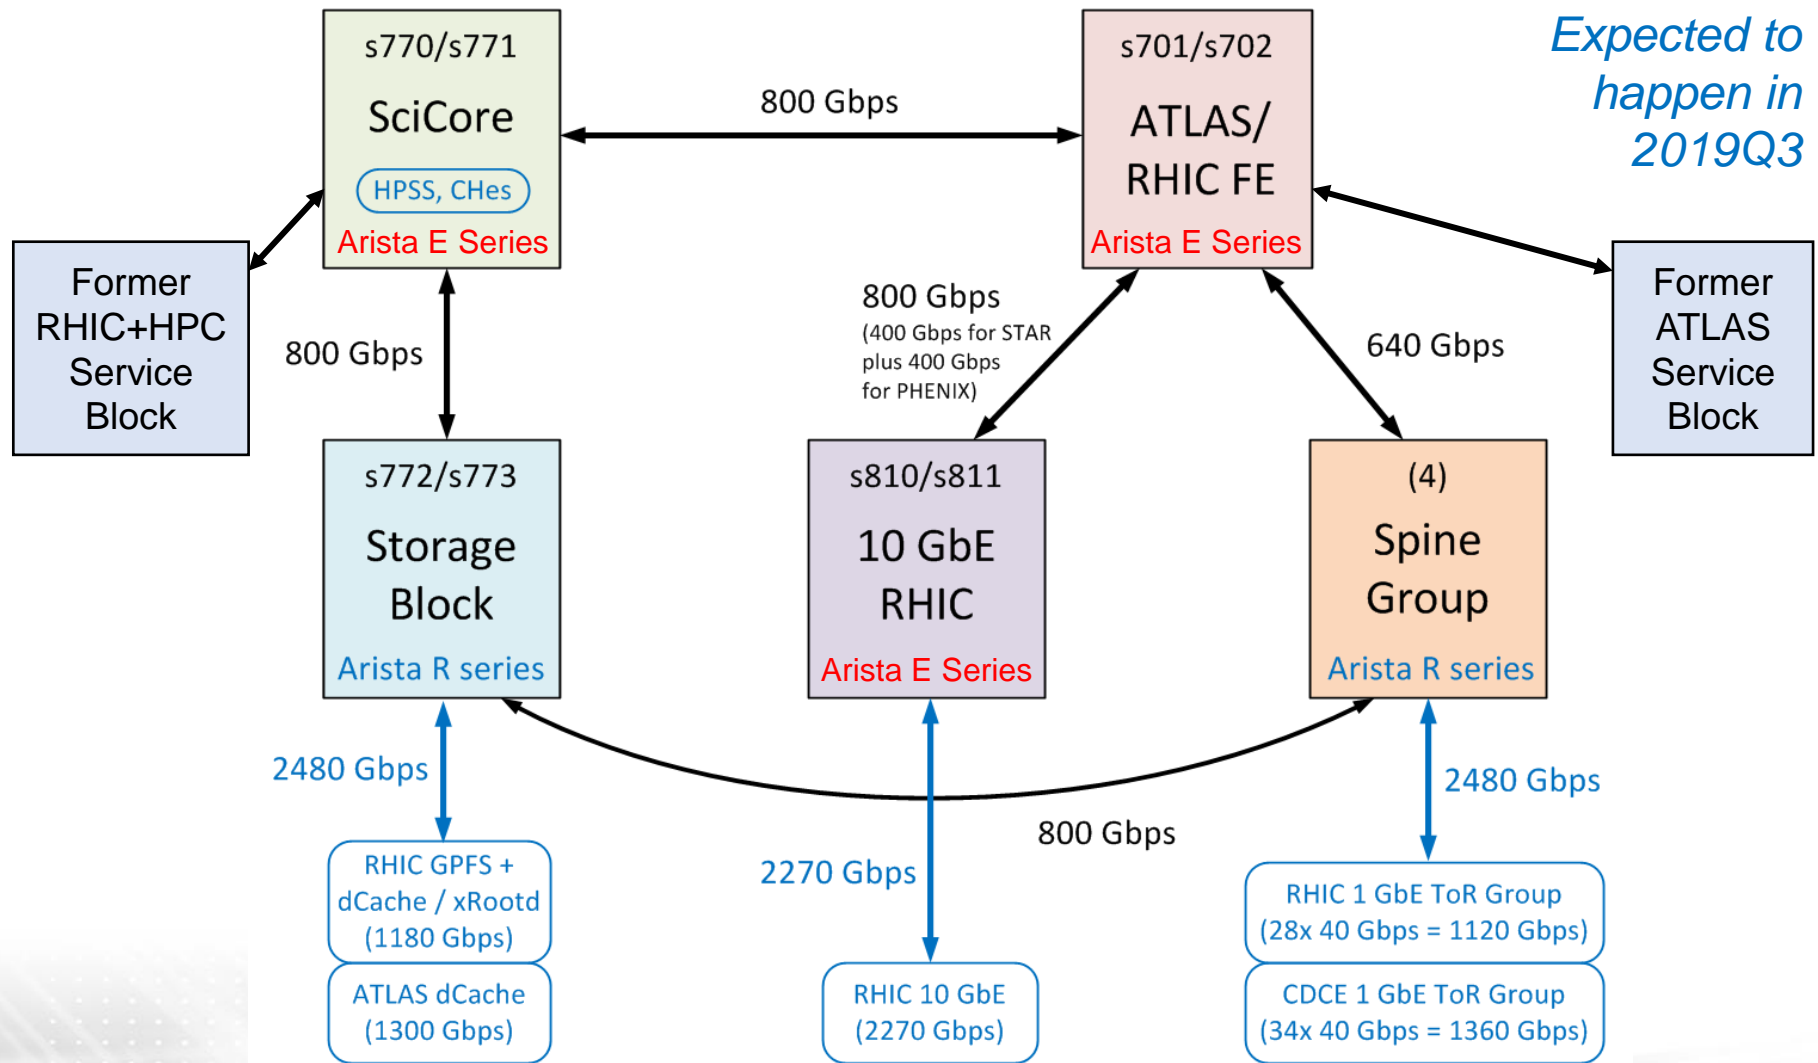 s770/s771
SciCore
HPSS, CHes
Arista E Series
800 Gbps
s701/s702
ATLAS/
RHIC FE
Arista E Series
Expected to
happen in
2019Q3
Former
RHIC+HPC
Service
Block
800 Gbps
800 Gbps
(400 Gbps for STAR
plus 400 Gbps
for PHENIX)
640 Gbps
Former
ATLAS
Service
Block
s772/s773
Storage
Block
Arista R series
s810/s811
10 GbE
RHIC
Arista E Series
(4)
Spine
Group
Arista R series
2480 Gbps
2270 Gbps
800 Gbps
2480 Gbps
RHIC GPFS +
dCache / xRootd
(1180 Gbps)
ATLAS dCache
(1300 Gbps)
RHIC 10 GbE
(2270 Gbps)
RHIC 1 GbE ToR Group
(28x 40 Gbps = 1120 Gbps)
CDCE 1 GbE ToR Group
(34x 40 Gbps = 1360 Gbps)